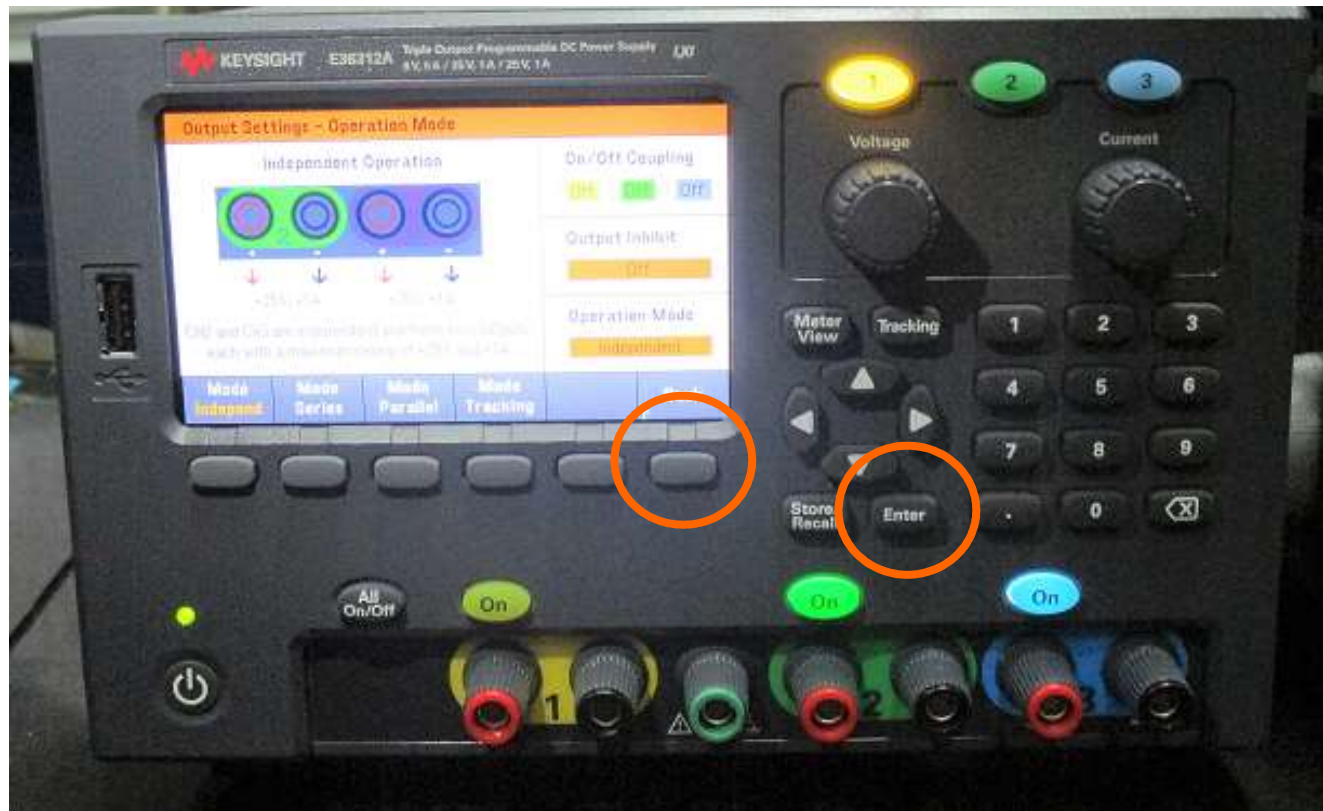 KEYSIGHT E36312A Triple Output Programmable DC Power Supply LXI
6V, 5A / 25V, 1A / 25V, 1A
1 2 3
Output Settings - Operation Mode
Independent Operation
On/Off Coupling
Off Off Off
Output Inhibit
Off
Operation Mode
Independent
2
Mode Independ
Mode Series
Mode Parallel
Mode Tracking
Back
Voltage
Current
Meter View
Tracking
1 2 3
4 5 6
7 8 9
. 0 X
Store/ Recall
Enter
All On/Off
On
On
On
1
2
3